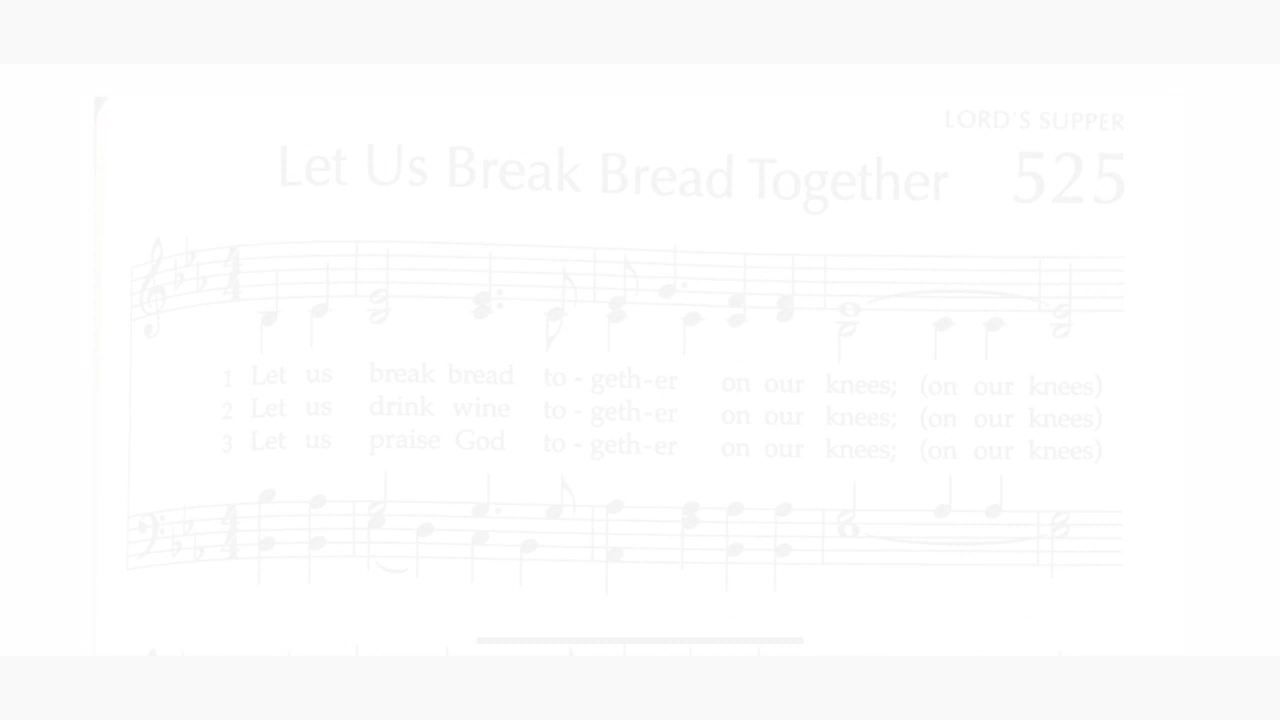 LORD'S SUPPER
Let Us Break Bread Together 525
1 Let us break bread to - geth-er on our knees; (on our knees)
2 Let us drink wine to - geth-er on our knees; (on our knees)
3 Let us praise God to - geth-er on our knees; (on our knees)